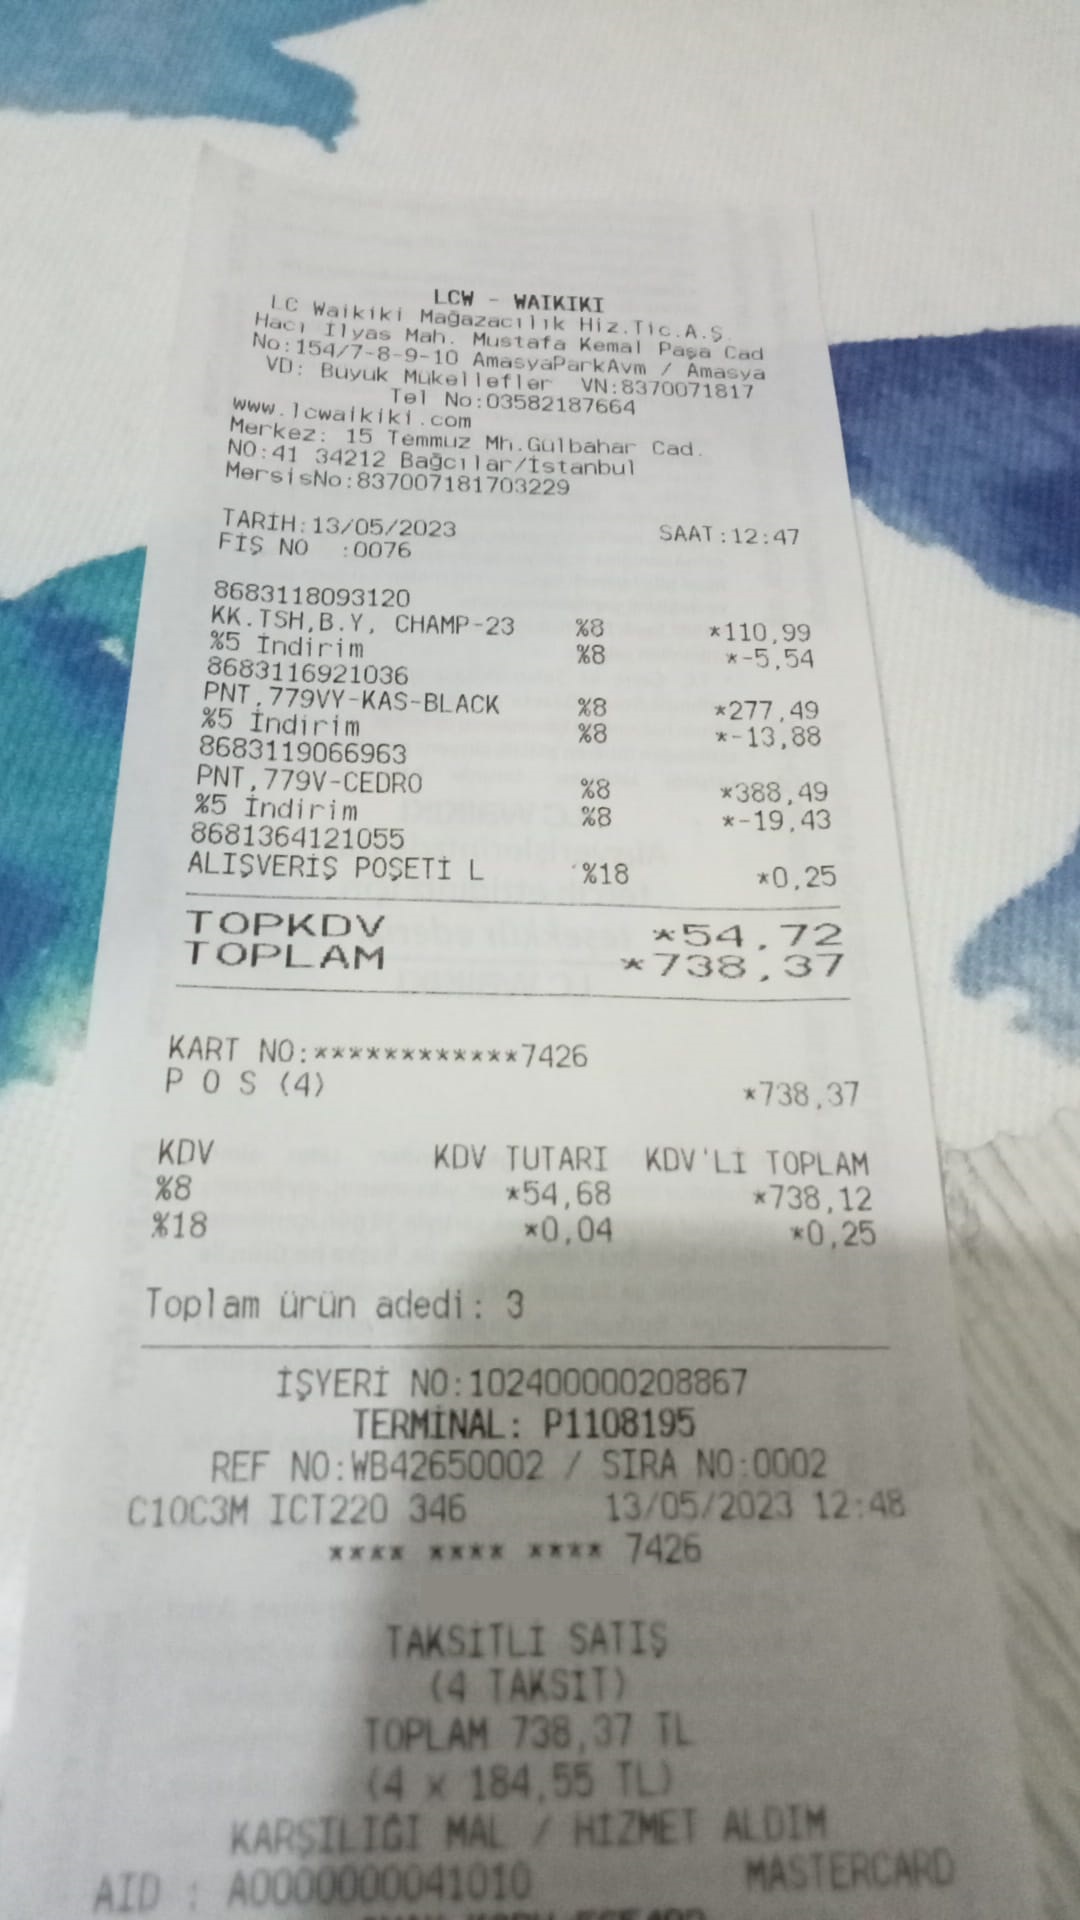 LCW - WAIKIKI
LC Waikiki Mağazacılık Hiz.Tic.A.Ş.
Hacı İlyas Mah. Mustafa Kemal Paşa Cad
No:154/7-8-9-10 AmasyaParkAvm / Amasya
VD: Büyük Mükellefler VN:8370071817
Tel No:03582187664
www.lcwaikiki.com
Merkez: 15 Temmuz Mh.Gülbahar Cad.
NO:41 34212 Bağcılar/İstanbul
MersisNo:837007181703229
TARİH:13/05/2023 SAAT:12:47
FİŞ NO :0076
8683118093120
KK.TSH,B.Y, CHAMP-23 %8 *110,99
%5 İndirim %8 *-5,54
8683116921036
PNT,779VY-KAS-BLACK %8 *277,49
%5 İndirim %8 *-13,88
8683119066963
PNT,779V-CEDRO %8 *388,49
%5 İndirim %8 *-19,43
8681364121055
ALIŞVERİŞ POŞETİ L %18 *0,25
TOPKDV *54,72
TOPLAM *738,37
KART NO:************7426
P O S (4) *738,37
KDV KDV TUTARI KDV'Lİ TOPLAM
%8 *54,68 *738,12
%18 *0,04 *0,25
Toplam ürün adedi: 3
İŞYERİ NO:102400000208867
TERMİNAL: P1108195
REF NO:WB42650002 / SIRA NO:0002
C10C3M ICT220 346 13/05/2023 12:48
**** **** **** 7426
TAKSİTLİ SATIŞ
(4 TAKSİT)
TOPLAM 738,37 TL
(4 x 184,55 TL)
KARŞILIĞI MAL / HİZMET ALDIM
AID : A0000000041010 MASTERCARD